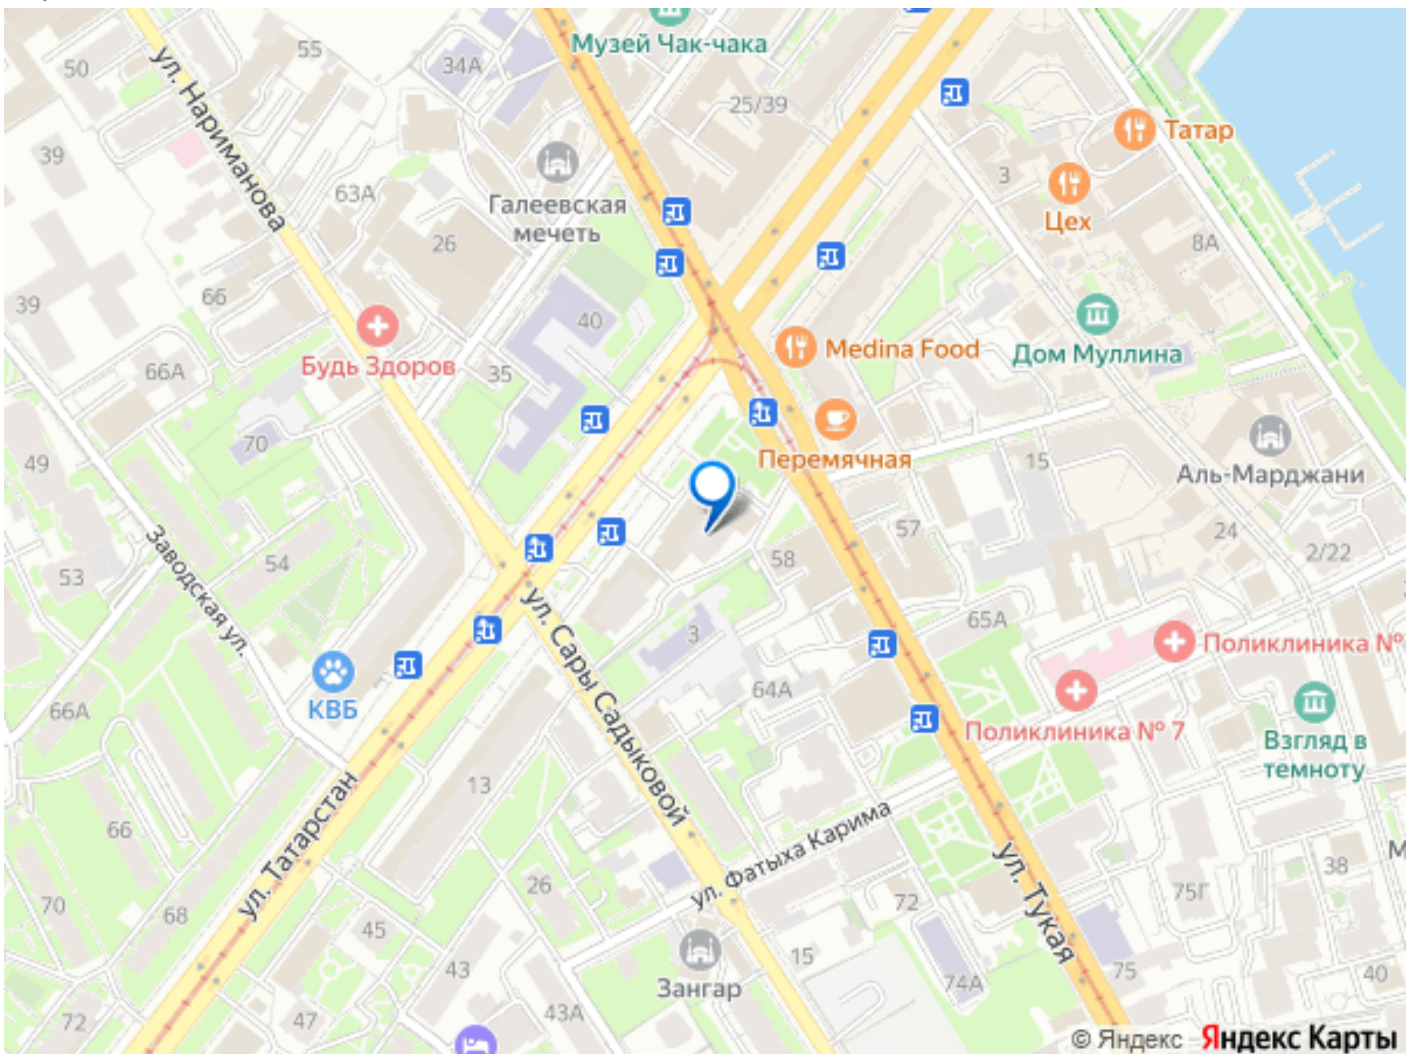 Музей Чак-чака
55
50
34А
ул. Нариманова
25/39
Татар
39
63А
3
Цех
Галеевская
мечеть
26
8А
66
39
40
Medina Food
Дом Муллина
Будь Здоров
66А
35
70
49
Перемячная
15
Аль-Марджани
57
24
2/22
Заводская ул.
54
53
58
ул. Сары Садыковой
65А
3
Поликлиника №
КВБ
66А
64А
Поликлиника № 7
Взгляд в
темноту
13
ул. Татарстан
66
ул. Фатыха Карима
ул. Тукая
38
М
26
75Г
70
68
72
45
43
Зангар
15
74А
75
40
72
47
43А
© Яндекс Яндекс Карты